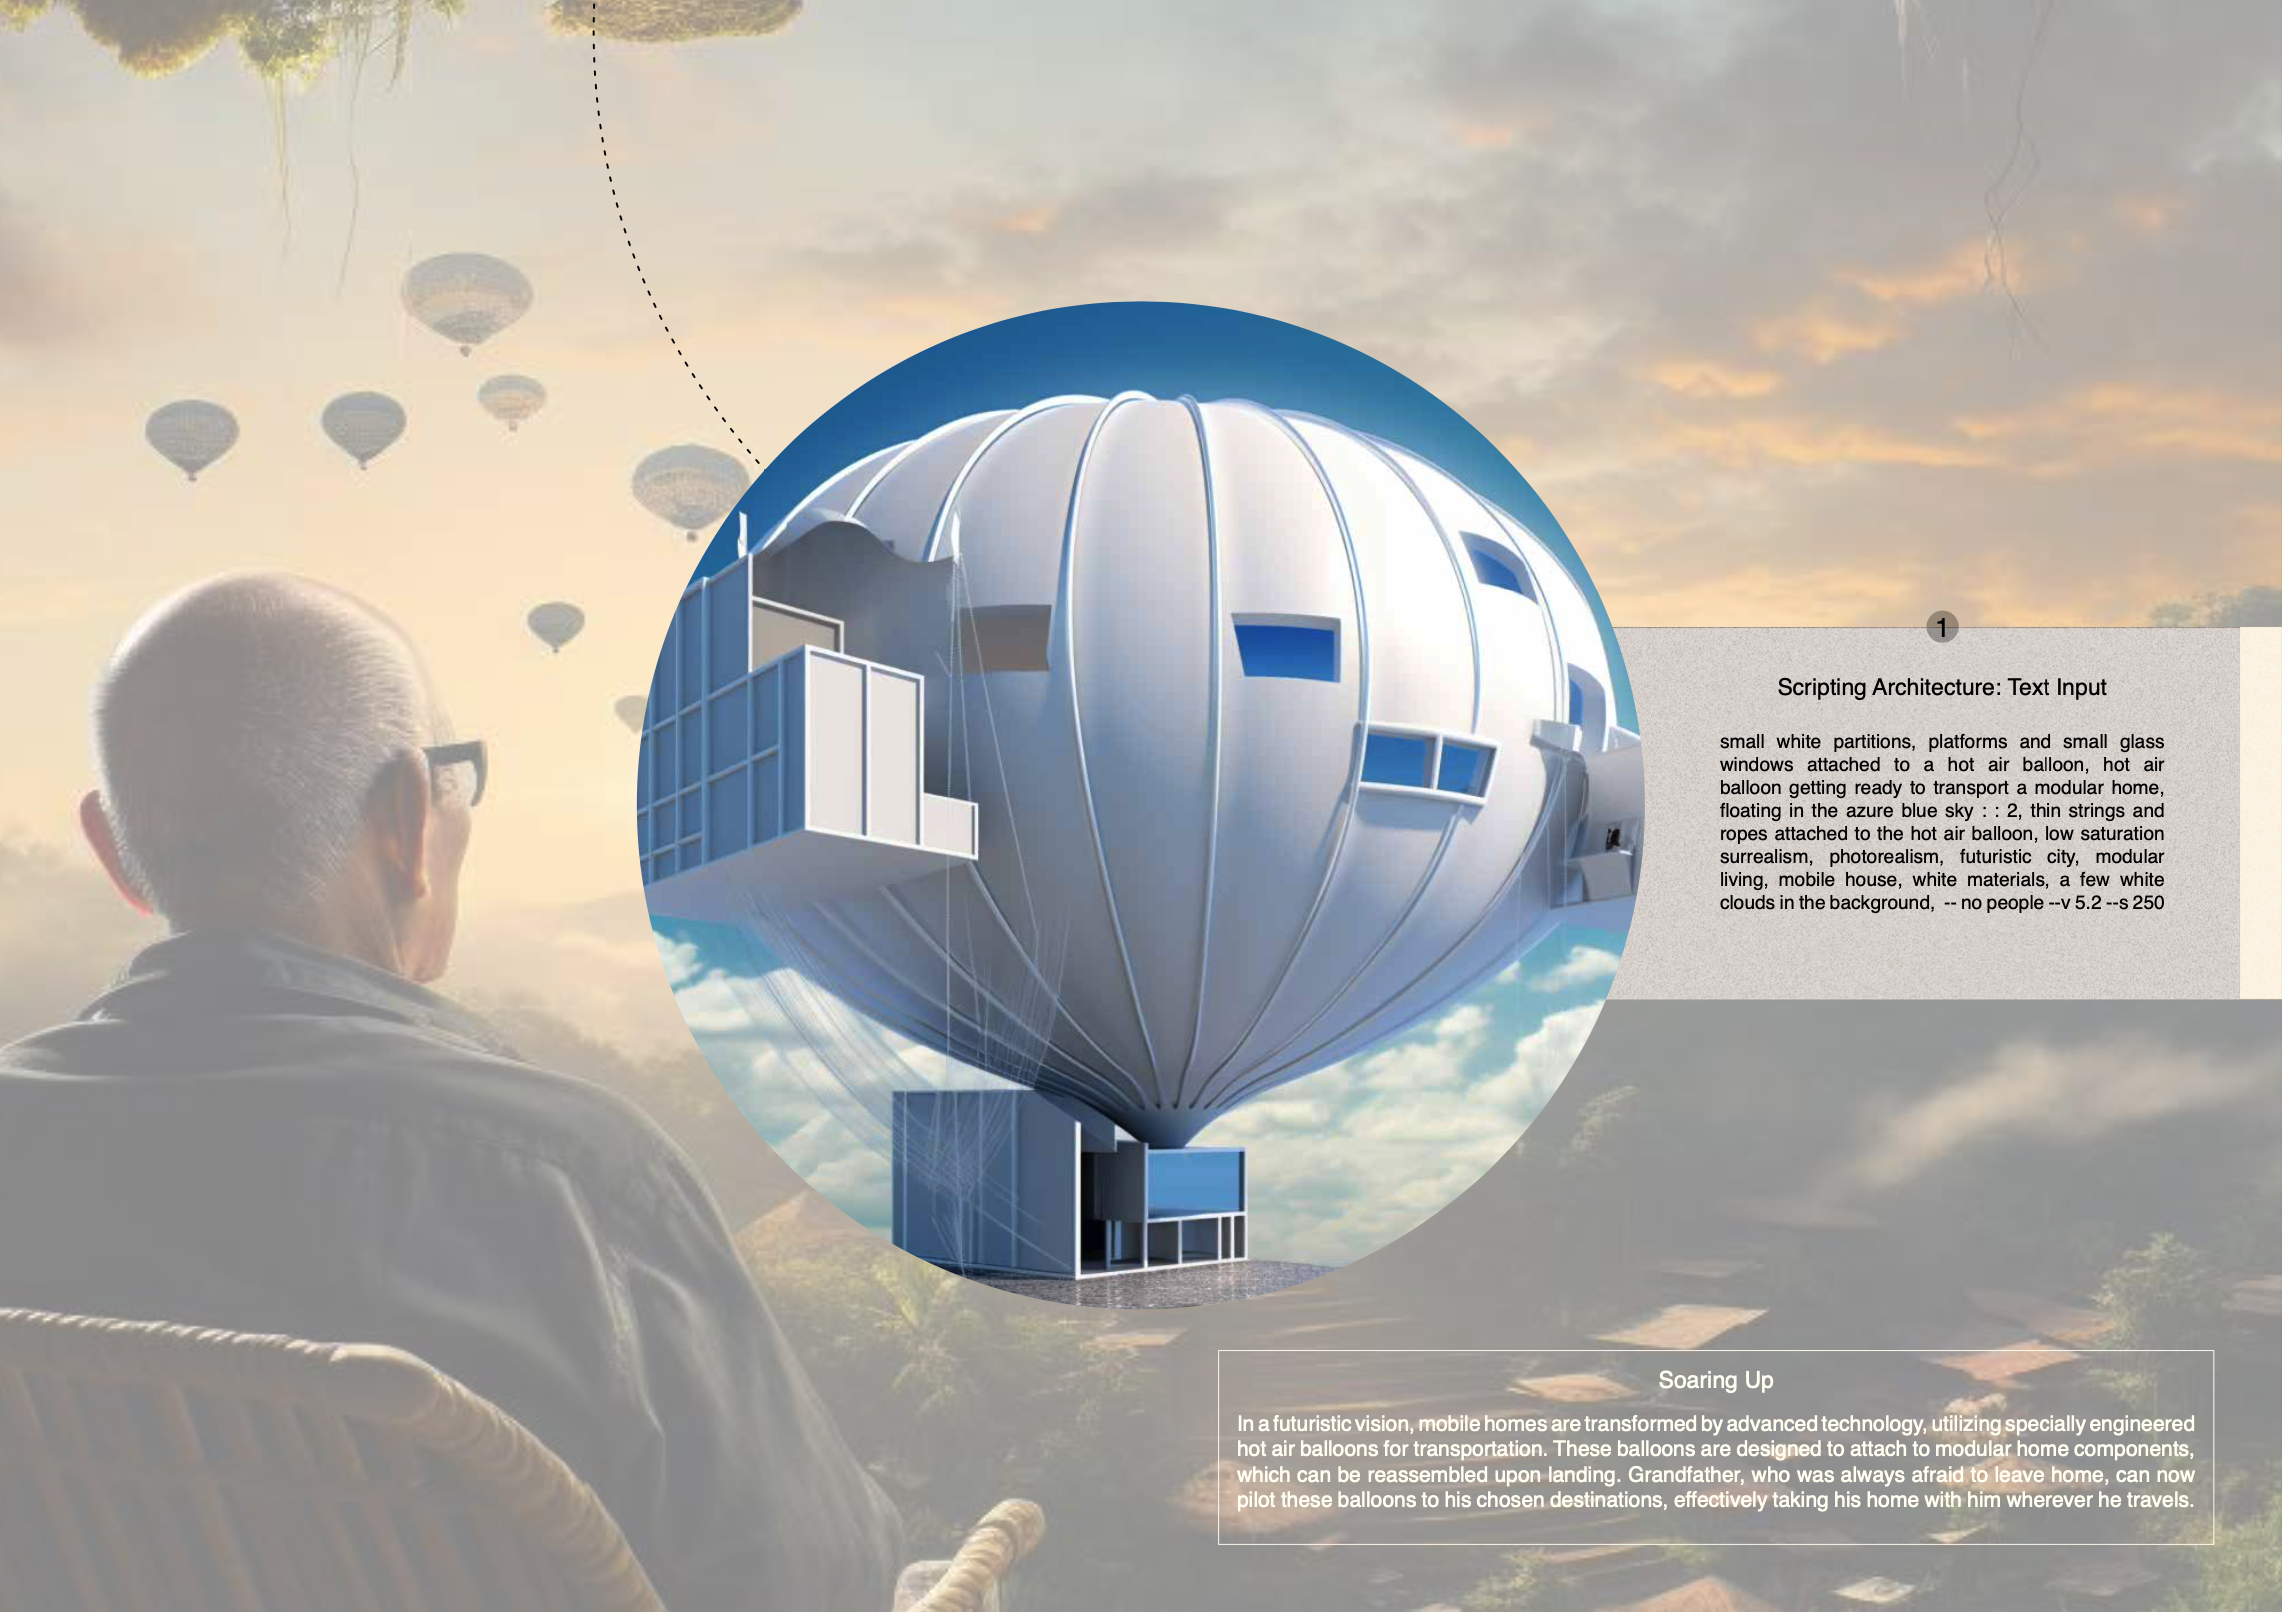 1
Scripting Architecture: Text Input
small white partitions, platforms and small glass
windows attached to a hot air balloon, hot air
balloon getting ready to transport a modular home,
floating in the azure blue sky : : 2, thin strings and
ropes attached to the hot air balloon, low saturation
surrealism, photorealism, futuristic city, modular
living, mobile house, white materials, a few white
clouds in the background, -- no people --v 5.2 --s 250
Soaring Up
In a futuristic vision, mobile homes are transformed by advanced technology, utilizing specially engineered
hot air balloons for transportation. These balloons are designed to attach to modular home components,
which can be reassembled upon landing. Grandfather, who was always afraid to leave home, can now
pilot these balloons to his chosen destinations, effectively taking his home with him wherever he travels.